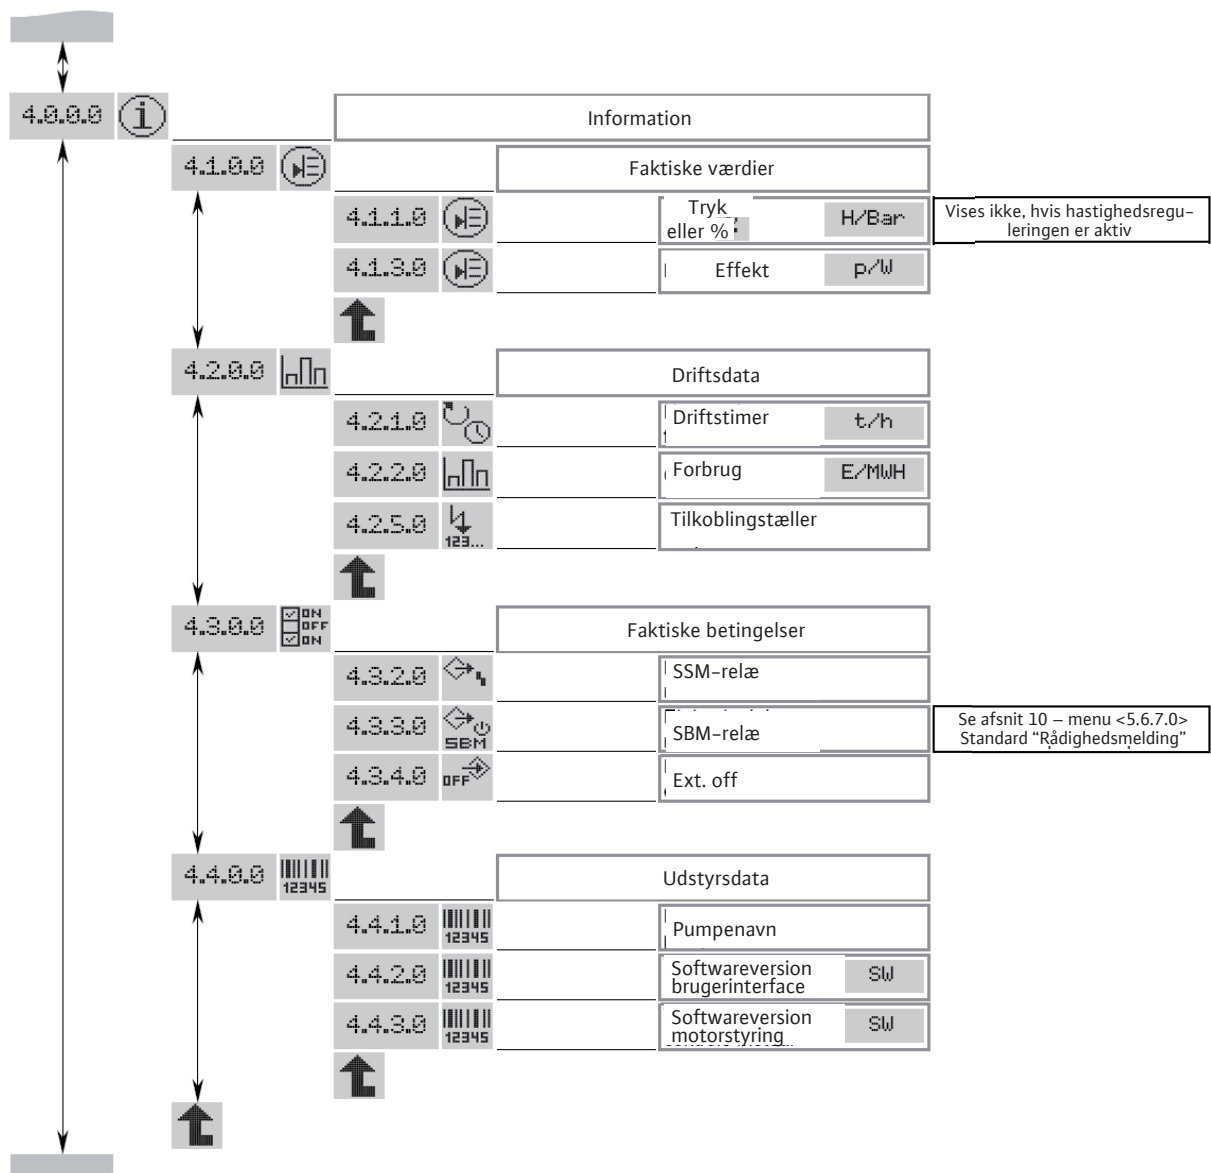 4.0.0.0 i Information
4.1.0.0 Faktiske værdier
4.1.1.0 Tryk
eller % H/Bar
Vises ikke, hvis hastighedsregu-
leringen er aktiv
4.1.3.0 Effekt p/W
4.2.0.0 Driftsdata
4.2.1.0 Driftstimer t/h
4.2.2.0 Forbrug E/MWH
4.2.5.0 123... Tilkoblingstæller
4.3.0.0 ON
OFF
ON
Faktiske betingelser
4.3.2.0 SSM-relæ
4.3.3.0 SBM SBM-relæ
Se afsnit 10 – menu <5.6.7.0>
Standard “Rådighedsmelding”
4.3.4.0 OFF Ext. off
4.4.0.0 12345 Udstyrsdata
4.4.1.0 12345 Pumpenavn
4.4.2.0 12345 Softwareversion
brugerinterface SW
4.4.3.0 12345 Softwareversion
motorstyring SW